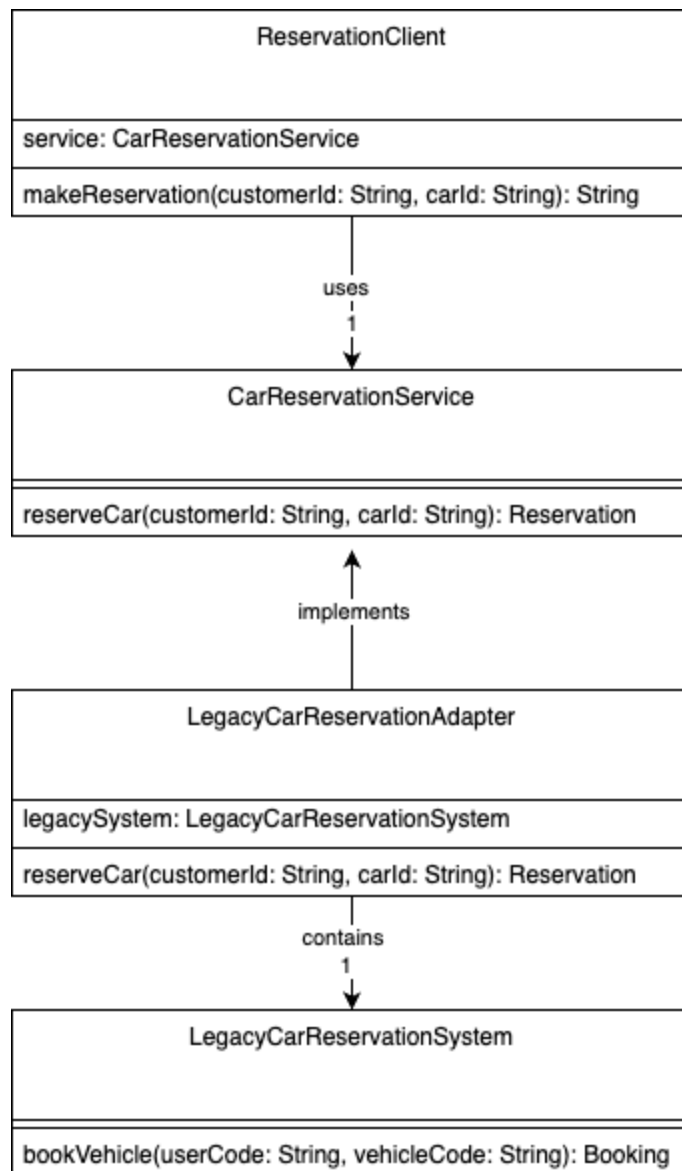 ReservationClient
service: CarReservationService
makeReservation(customerId: String, carId: String): String
uses
1
CarReservationService
reserveCar(customerId: String, carId: String): Reservation
implements
LegacyCarReservationAdapter
legacySystem: LegacyCarReservationSystem
reserveCar(customerId: String, carId: String): Reservation
contains
1
LegacyCarReservationSystem
bookVehicle(userCode: String, vehicleCode: String): Booking